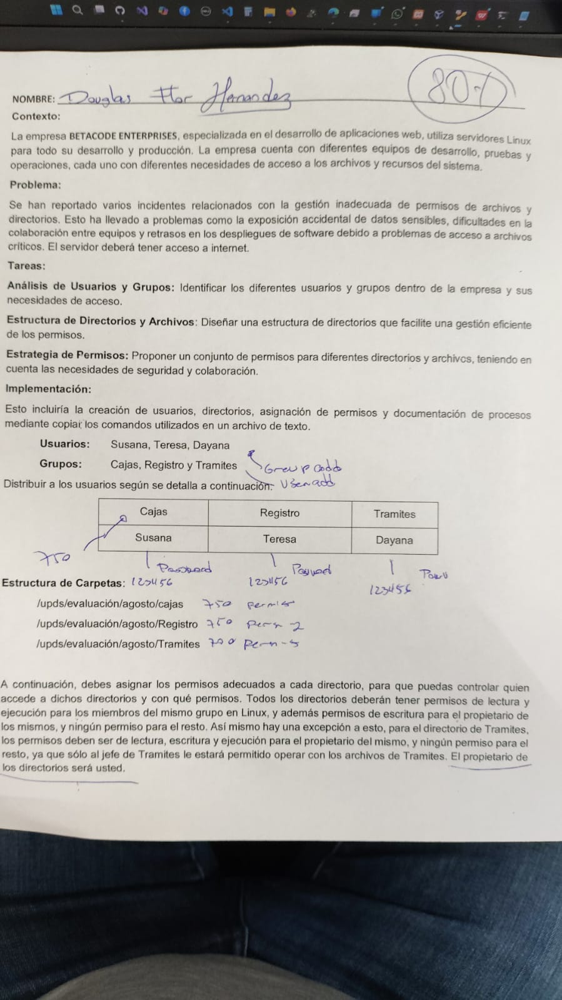 NOMBRE: Douglas Flor Hernandez
80%
Contexto:
La empresa BETACODE ENTERPRISES, especializada en el desarrollo de aplicaciones web, utiliza servidores Linux
para todo su desarrollo y producción. La empresa cuenta con diferentes equipos de desarrollo, pruebas y
operaciones, cada uno con diferentes necesidades de acceso a los archivos y recursos del sistema.
Problema:
Se han reportado varios incidentes relacionados con la gestión inadecuada de permisos de archivos y
directorios. Esto ha llevado a problemas como la exposición accidental de datos sensibles, dificultades en la
colaboración entre equipos y retrasos en los despliegues de software debido a problemas de acceso a archivos
críticos. El servidor deberá tener acceso a internet.
Tareas:
Análisis de Usuarios y Grupos: Identificar los diferentes usuarios y grupos dentro de la empresa y sus
necesidades de acceso.
Estructura de Directorios y Archivos: Diseñar una estructura de directorios que facilite una gestión eficiente
de los permisos.
Estrategia de Permisos: Proponer un conjunto de permisos para diferentes directorios y archivos, teniendo en
cuenta las necesidades de seguridad y colaboración.
Implementación:
Esto incluiría la creación de usuarios, directorios, asignación de permisos y documentación de procesos
mediante copiar los comandos utilizados en un archivo de texto.
Usuarios: Susana, Teresa, Dayana
Grupos: Cajas, Registro y Tramites Group add
Distribuir a los usuarios según se detalla a continuación: User add
Cajas Registro Tramites
Susana Teresa Dayana
750
Password
Estructura de Carpetas: 123456 123456 123456
/upds/evaluación/agosto/cajas 750
/upds/evaluación/agosto/Registro 750
/upds/evaluación/agosto/Tramites 700
A continuación, debes asignar los permisos adecuados a cada directorio, para que puedas controlar quien
accede a dichos directorios y con qué permisos. Todos los directorios deberán tener permisos de lectura y
ejecución para los miembros del mismo grupo en Linux, y además permisos de escritura para el propietario de
los mismos, y ningún permiso para el resto. Así mismo hay una excepción a esto, para el directorio de Tramites,
los permisos deben ser de lectura, escritura y ejecución para el propietario del mismo, y ningún permiso para el
resto, ya que sólo al jefe de Tramites le estará permitido operar con los archivos de Tramites. El propietario de
los directorios será usted.